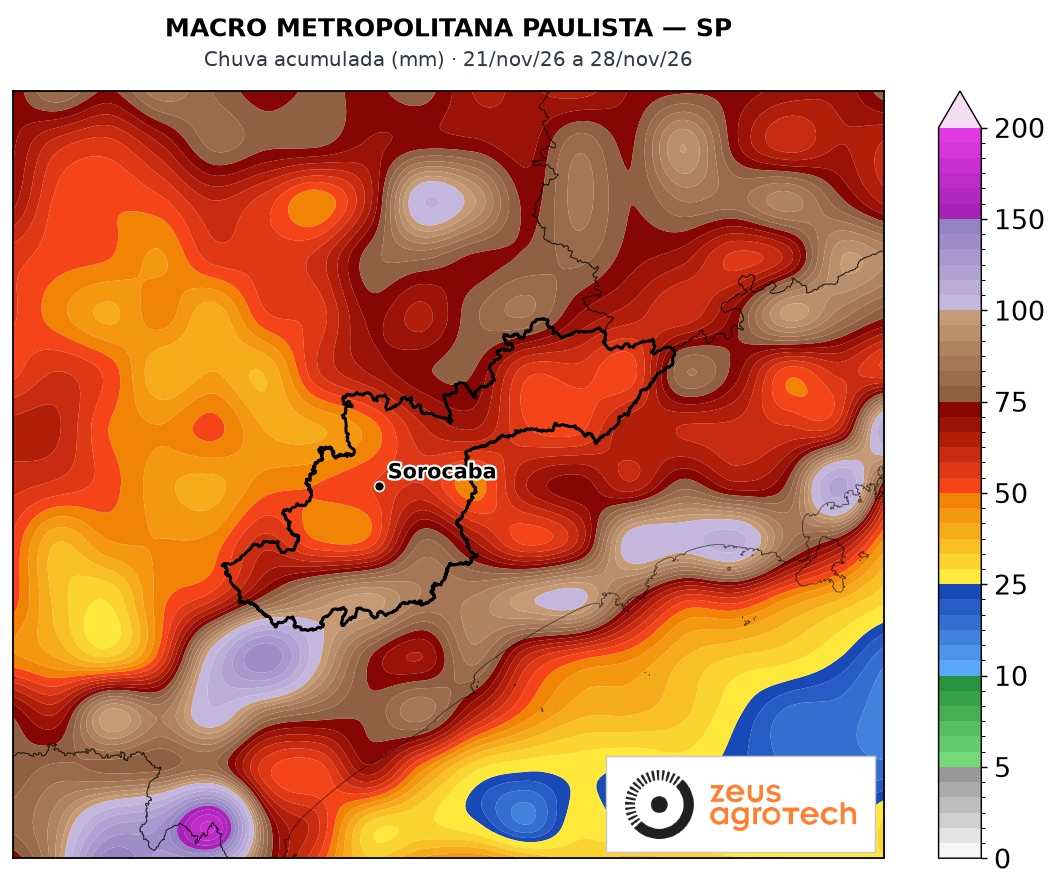 MACRO METROPOLITANA PAULISTA — SP
Chuva acumulada (mm) · 21/nov/26 a 28/nov/26
200
150
100
75
50
25
10
5
0
Sorocaba
zeus
agrotech